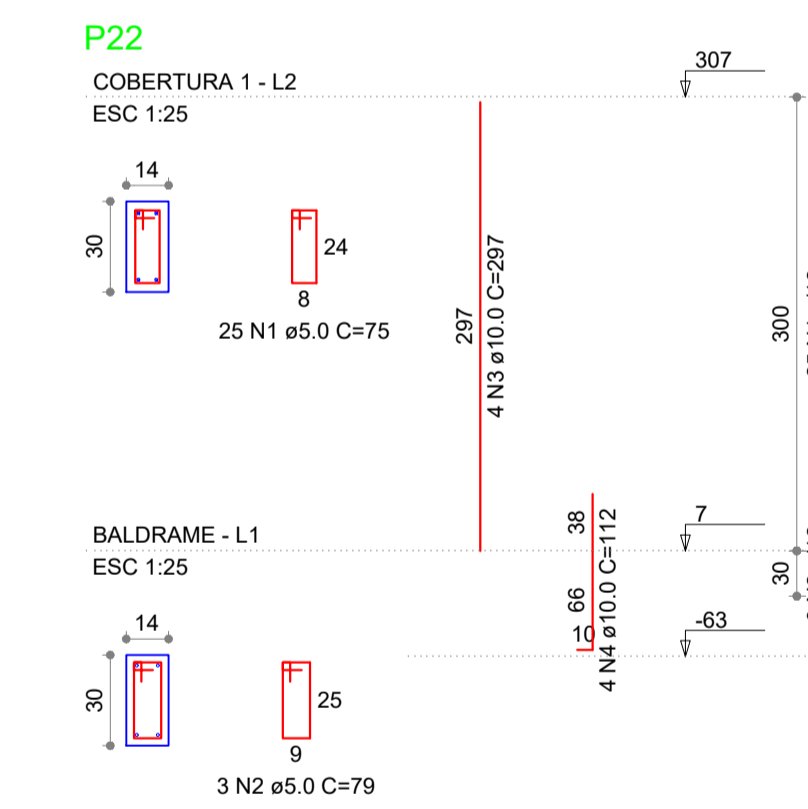 P22
COBERTURA 1 - L2
ESC 1:25
307
14
30
24
8
25 N1 ø5.0 C=75
297
4 N3 ø10.0 C=297
300
BALDRAME - L1
ESC 1:25
7
38
66
10
4 N4 ø10.0 C=112
30
-63
14
30
25
9
3 N2 ø5.0 C=79